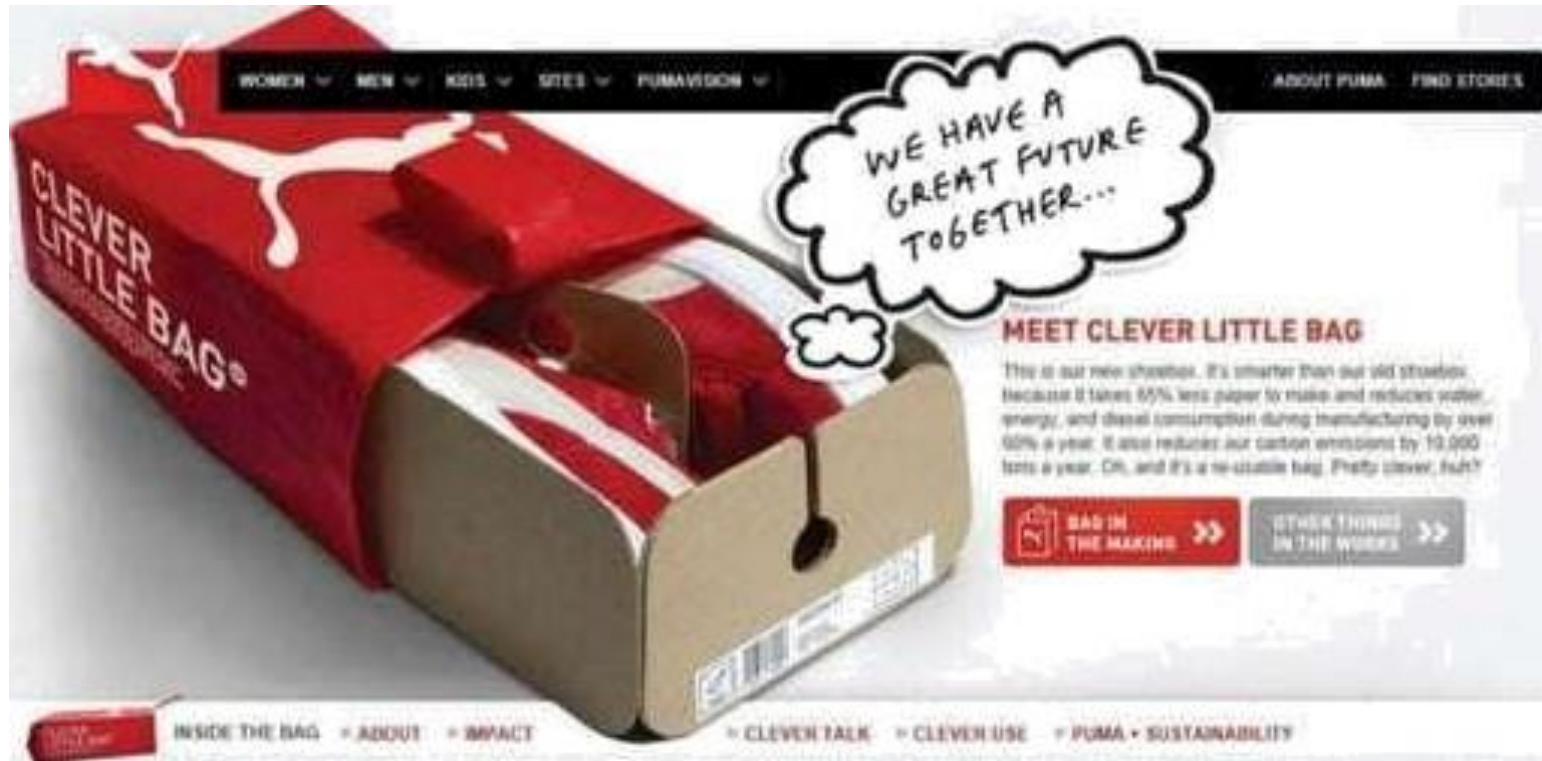 WOMEN MEN KIDS SITES PUMAVISION ABOUT PUMA FIND STORES
WE HAVE A
GREAT FUTURE
TOGETHER...
CLEVER
LITTLE BAG
MEET CLEVER LITTLE BAG
This is our new shoebox. It's smarter than our old shoebox
because it takes 65% less paper to make and reduces water,
energy, and diesel consumption during manufacturing by over
60% a year. It also reduces our carbon emissions by 10,000
tons a year. Oh, and it's a re-usable bag. Pretty clever, huh?
BAG IN
THE MAKING
OTHER THINGS
IN THE WORKS
INSIDE THE BAG ABOUT IMPACT CLEVER TALK CLEVER USE PUMA • SUSTAINABILITY